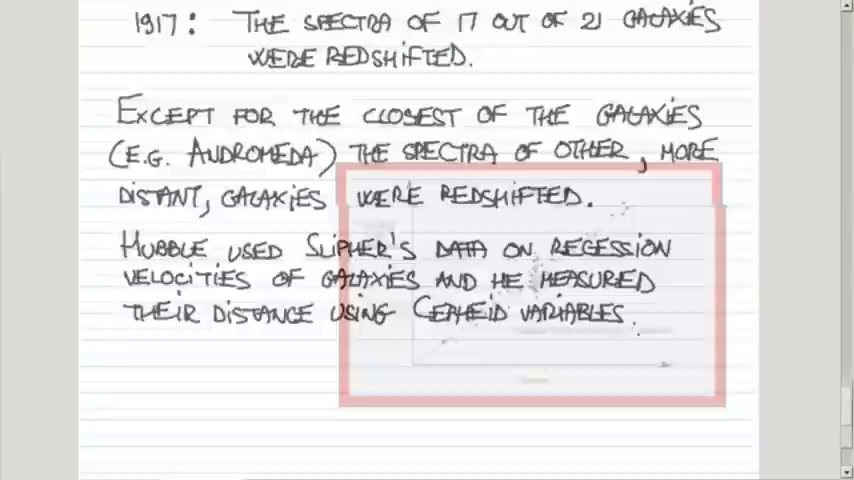 1917: THE SPECTRA OF 17 OUT OF 21 GALAXIES
WERE REDSHIFTED.
EXCEPT FOR THE CLOSEST OF THE GALAXIES
(E.G. ANDROMEDA) THE SPECTRA OF OTHER, MORE
DISTANT, GALAXIES WERE REDSHIFTED.
HUBBLE USED SLIPHER'S DATA ON RECESSION
VELOCITIES OF GALAXIES AND HE MEASURED
THEIR DISTANCE USING CEPHEID VARIABLES.